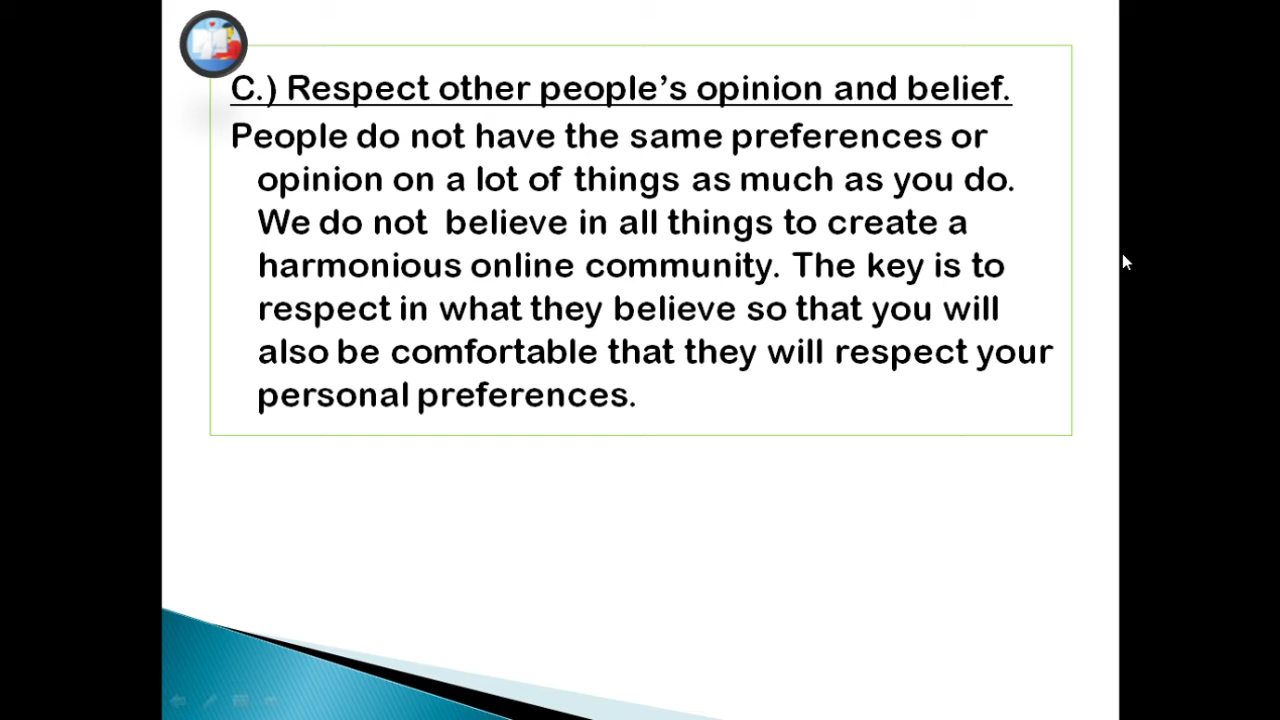 C.) Respect other people’s opinion and belief.
People do not have the same preferences or
opinion on a lot of things as much as you do.
We do not  believe in all things to create a
harmonious online community. The key is to
respect in what they believe so that you will
also be comfortable that they will respect your
personal preferences.